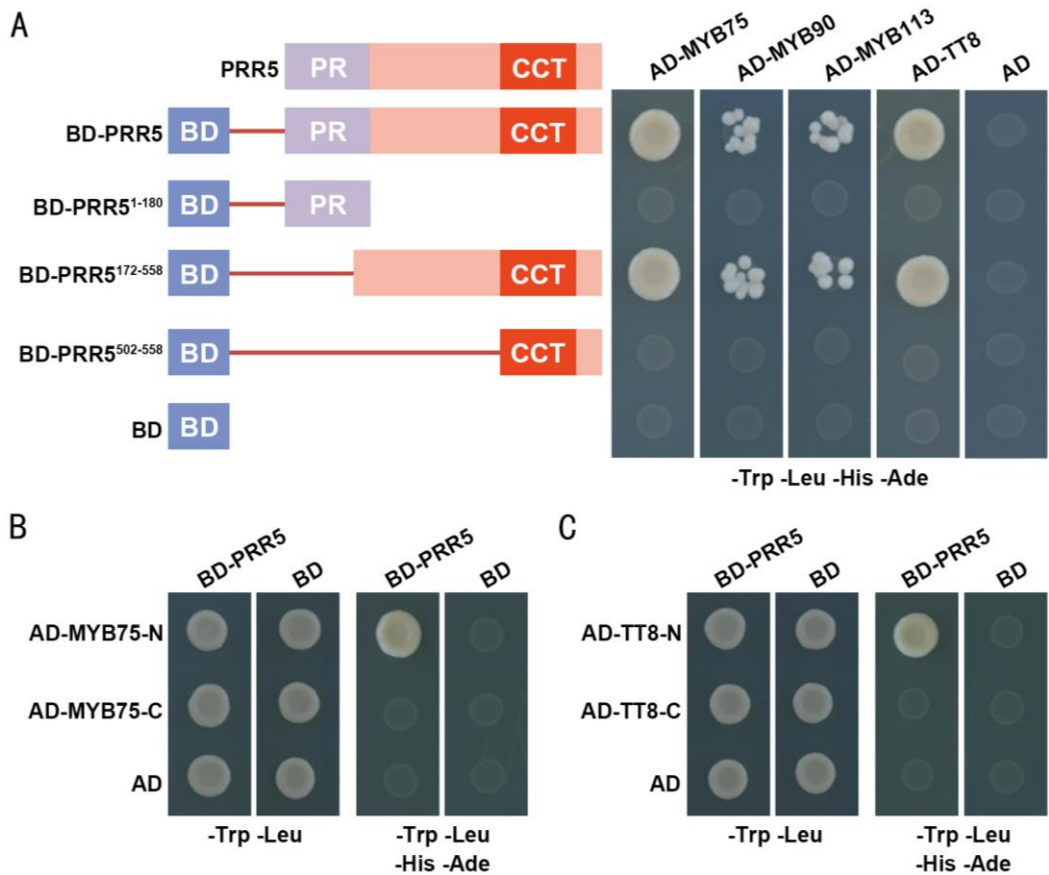 A
AD-MYB75 AD-MYB90 AD-MYB113 AD-TT8 AD
PRR5 PR CCT
BD-PRR5 BD PR CCT
BD-PRR5¹⁻¹⁸⁰ BD PR
BD-PRR5¹⁷²⁻⁵⁵⁸ BD CCT
BD-PRR5⁵⁰²⁻⁵⁵⁸ BD CCT
BD BD
-Trp -Leu -His -Ade
B
BD-PRR5 BD BD-PRR5 BD
AD-MYB75-N
AD-MYB75-C
AD
-Trp -Leu -Trp -Leu
-His -Ade
C
BD-PRR5 BD BD-PRR5 BD
AD-TT8-N
AD-TT8-C
AD
-Trp -Leu -Trp -Leu
-His -Ade